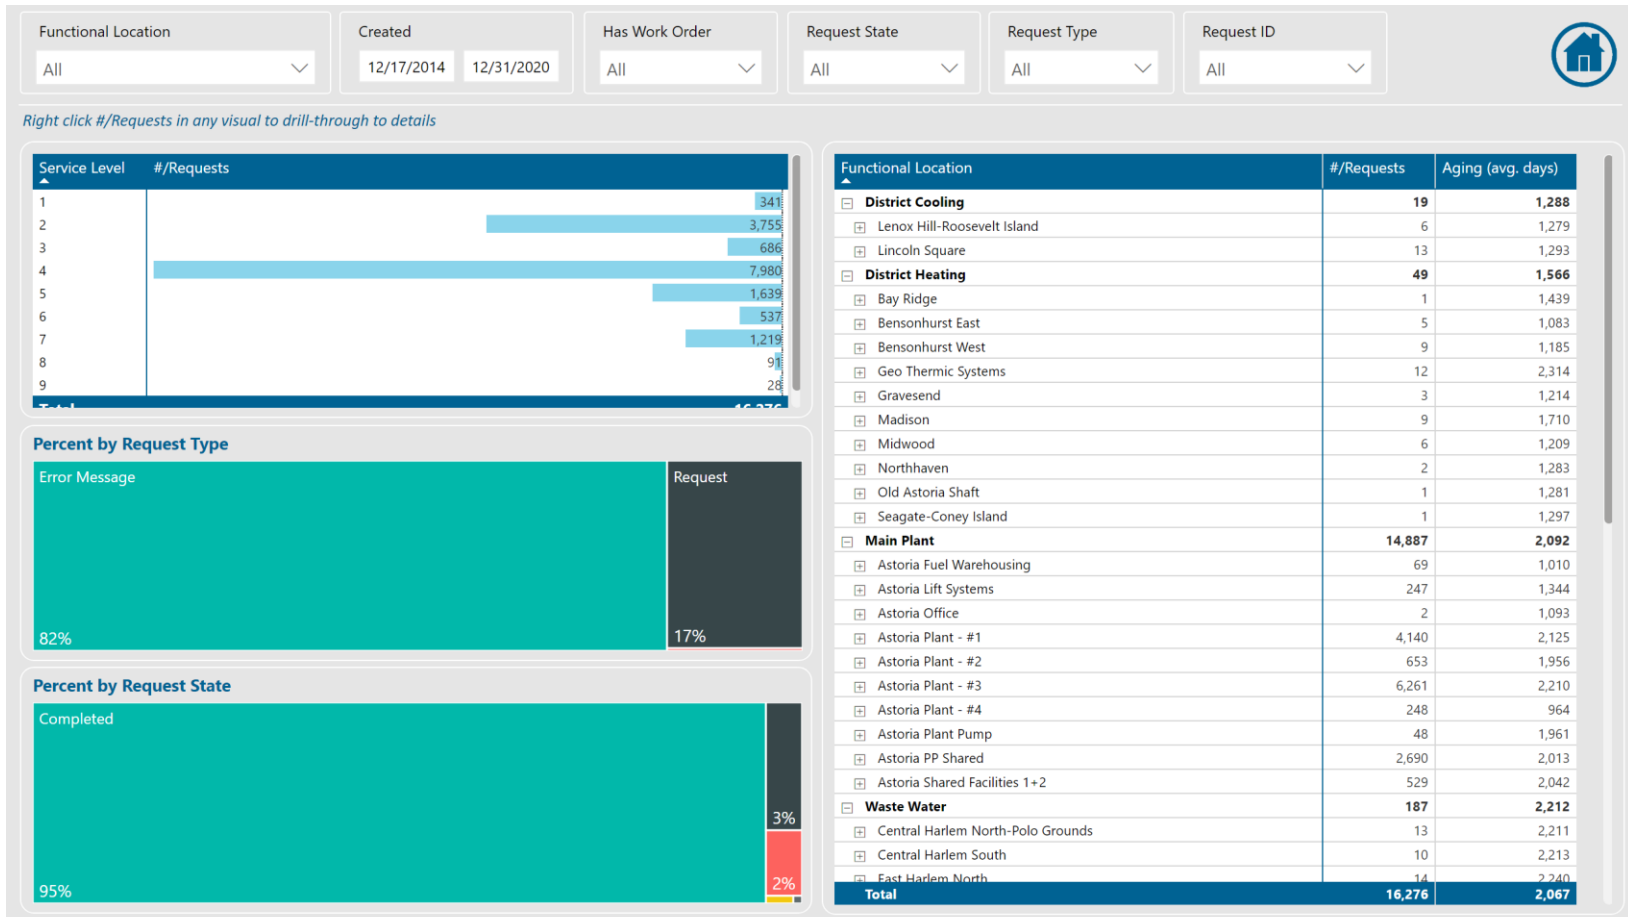 Functional Location
All
Created
12/17/2014 12/31/2020
Has Work Order
All
Request State
All
Request Type
All
Request ID
All
Right click #/Requests in any visual to drill-through to details
Service Level #/Requests
1 341
2 3,755
3 686
4 7,980
5 1,639
6 537
7 1,219
8 91
9 28
Total 16,276
Percent by Request Type
Error Message
82%
Request
17%
Percent by Request State
Completed
95%
3%
2%
Functional Location #/Requests Aging (avg. days)
District Cooling 19 1,288
Lenox Hill-Roosevelt Island 6 1,279
Lincoln Square 13 1,293
District Heating 49 1,566
Bay Ridge 1 1,439
Bensonhurst East 5 1,083
Bensonhurst West 9 1,185
Geo Thermic Systems 12 2,314
Gravesend 3 1,214
Madison 9 1,710
Midwood 6 1,209
Northhaven 2 1,283
Old Astoria Shaft 1 1,281
Seagate-Coney Island 1 1,297
Main Plant 14,887 2,092
Astoria Fuel Warehousing 69 1,010
Astoria Lift Systems 247 1,344
Astoria Office 2 1,093
Astoria Plant - #1 4,140 2,125
Astoria Plant - #2 653 1,956
Astoria Plant - #3 6,261 2,210
Astoria Plant - #4 248 964
Astoria Plant Pump 48 1,961
Astoria PP Shared 2,690 2,013
Astoria Shared Facilities 1+2 529 2,042
Waste Water 187 2,212
Central Harlem North-Polo Grounds 13 2,211
Central Harlem South 10 2,213
East Harlem North 14 2,240
Total 16,276 2,067